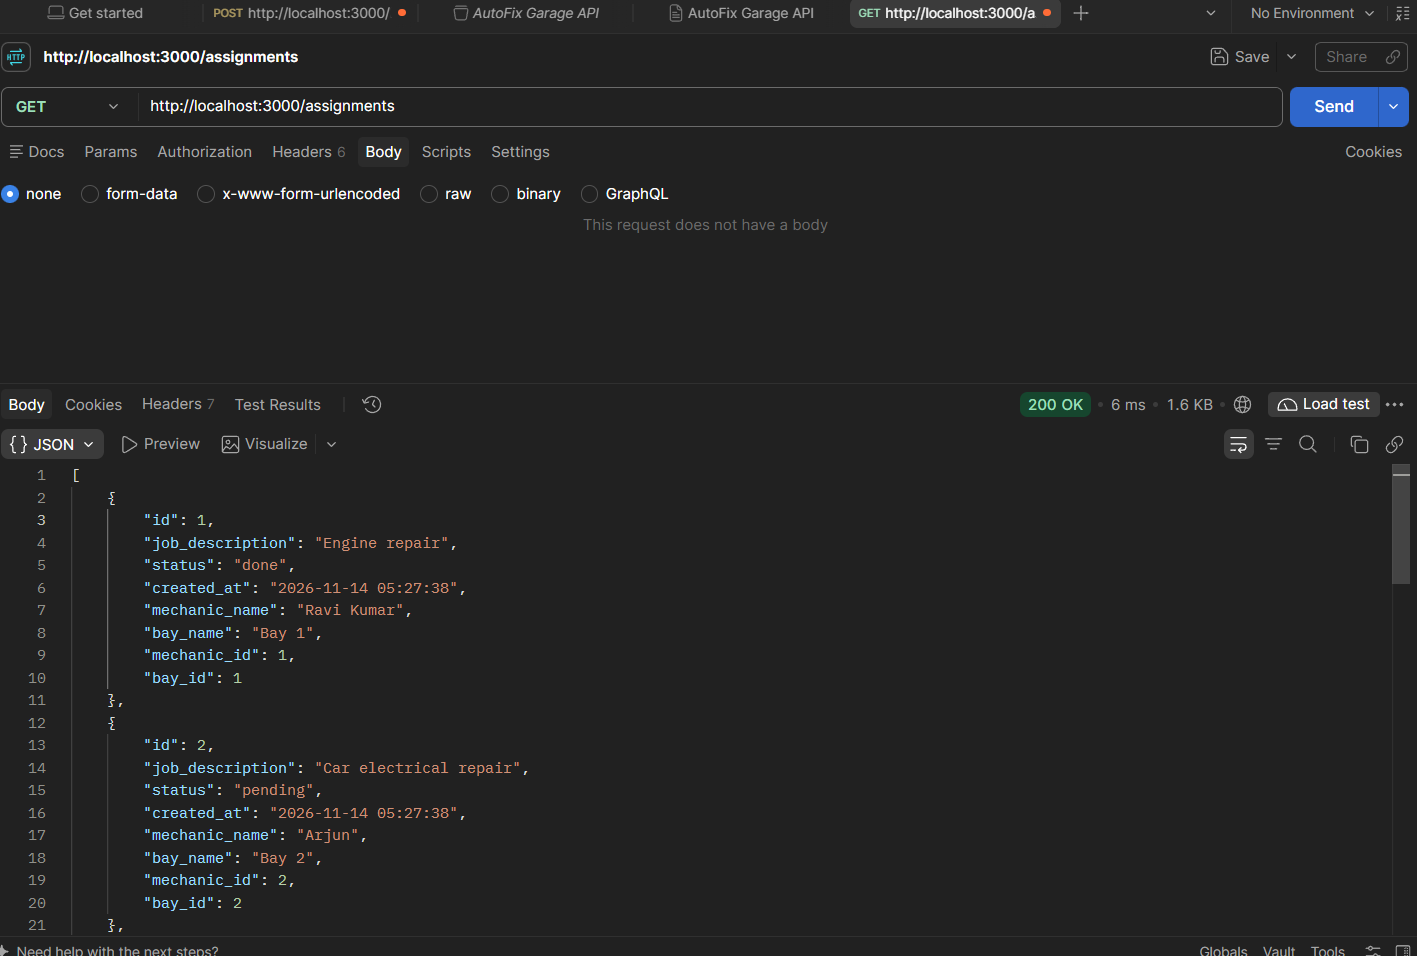 Get started POST http://localhost:3000/ AutoFix Garage API AutoFix Garage API GET http://localhost:3000/a No Environment
HTTP http://localhost:3000/assignments Save Share
GET http://localhost:3000/assignments Send
Docs Params Authorization Headers 6 Body Scripts Settings Cookies
none form-data x-www-form-urlencoded raw binary GraphQL
This request does not have a body
Body Cookies Headers 7 Test Results 200 OK • 6 ms • 1.6 KB • Load test
{} JSON Preview Visualize
1 [
2 {
3 "id": 1,
4 "job_description": "Engine repair",
5 "status": "done",
6 "created_at": "2026-11-14 05:27:38",
7 "mechanic_name": "Ravi Kumar",
8 "bay_name": "Bay 1",
9 "mechanic_id": 1,
10 "bay_id": 1
11 },
12 {
13 "id": 2,
14 "job_description": "Car electrical repair",
15 "status": "pending",
16 "created_at": "2026-11-14 05:27:38",
17 "mechanic_name": "Arjun",
18 "bay_name": "Bay 2",
19 "mechanic_id": 2,
20 "bay_id": 2
21 },
Need help with the next steps? Globals Vault Tools